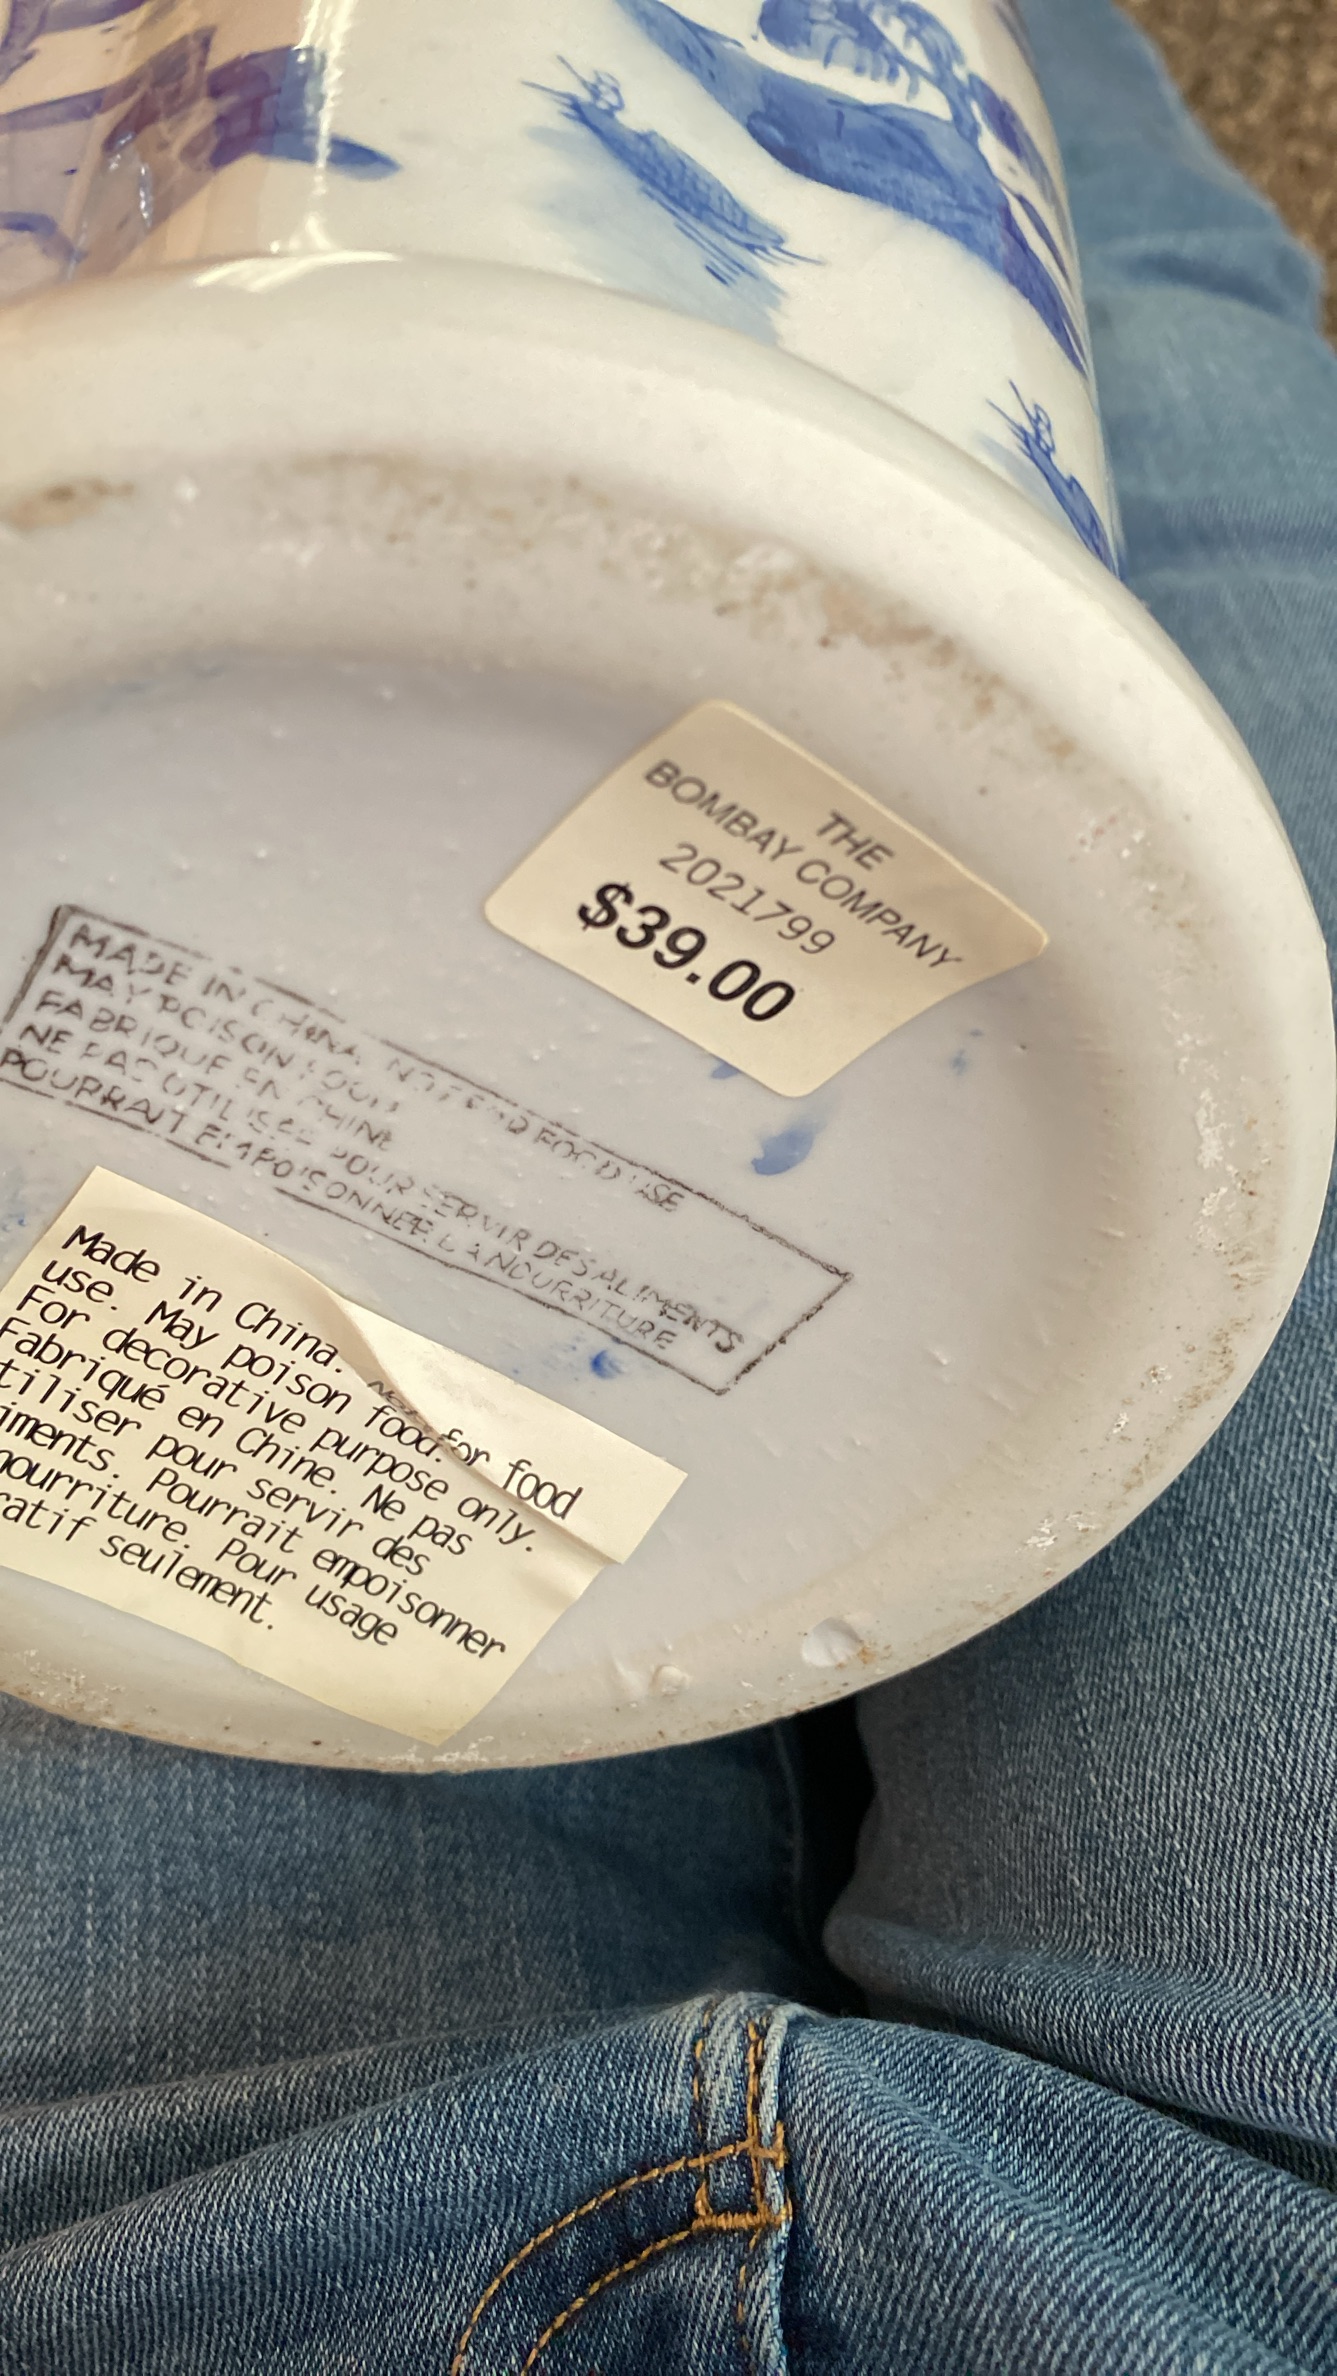 THE
BOMBAY COMPANY
2021799
$39.00
MADE IN CHINA. NOT FOR FOOD USE
MAY POISON FOOD
FABRIQUE EN CHINE
NE PAS UTILISER POUR SERVIR DES ALIMENTS
POURRAIT EMPOISONNER LA NOURRITURE
Made in China. for food
use. May poison food.
For decorative purpose only.
Fabriqué en Chine. Ne pas
tiliser pour servir des
iments. Pourrait empoisonner
nourriture. Pour usage
ratif seulement.